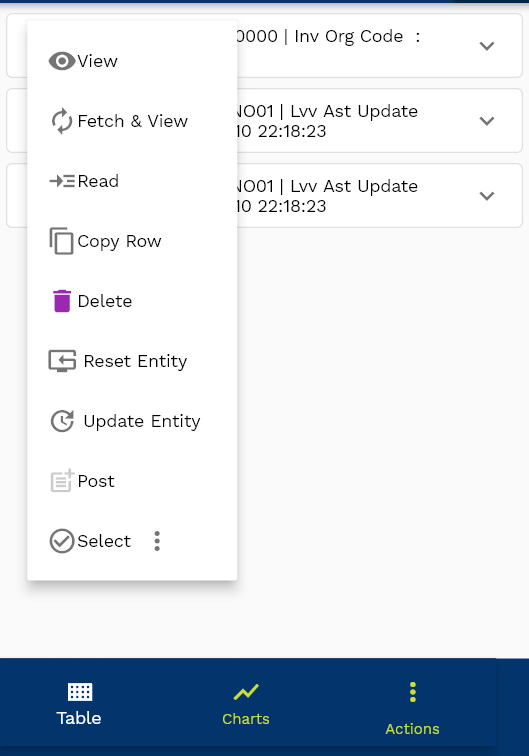 0000 | Inv Org Code :
View
NO01 | Lvv Ast Update
10 22:18:23
Fetch & View
Read
NO01 | Lvv Ast Update
10 22:18:23
Copy Row
Delete
Reset Entity
Update Entity
Post
Select
Table
Charts
Actions